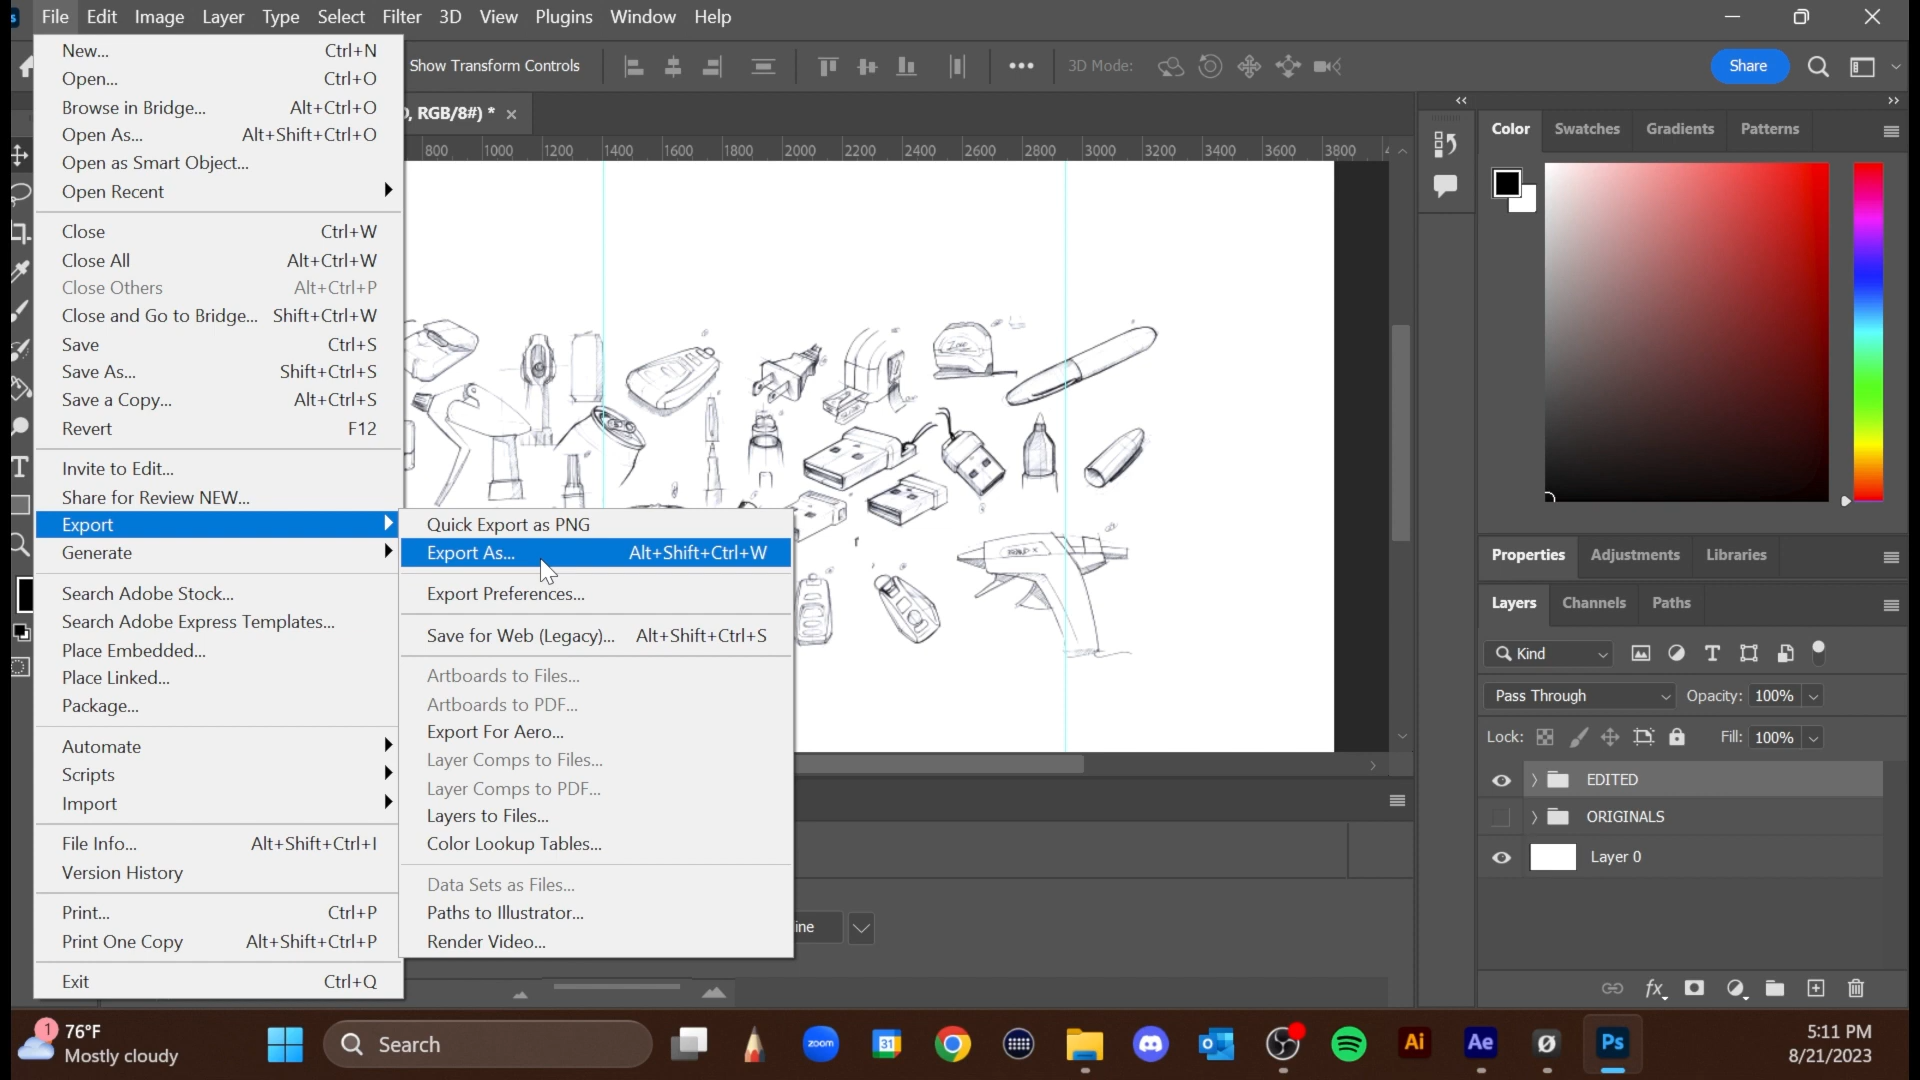 File Edit Image Layer Type Select Filter 3D View Plugins Window Help
New... Ctrl+N
Open... Ctrl+O
Browse in Bridge... Alt+Ctrl+O
Open As... Alt+Shift+Ctrl+O
Open as Smart Object...
Open Recent
Close Ctrl+W
Close All Alt+Ctrl+W
Close Others Alt+Ctrl+P
Close and Go to Bridge... Shift+Ctrl+W
Save Ctrl+S
Save As... Shift+Ctrl+S
Save a Copy... Alt+Ctrl+S
Revert F12
Invite to Edit...
Share for Review NEW...
Export
Generate
Search Adobe Stock...
Search Adobe Express Templates...
Place Embedded...
Place Linked...
Package...
Automate
Scripts
Import
File Info... Alt+Shift+Ctrl+I
Version History
Print... Ctrl+P
Print One Copy Alt+Shift+Ctrl+P
Exit Ctrl+Q
Quick Export as PNG
Export As... Alt+Shift+Ctrl+W
Export Preferences...
Save for Web (Legacy)... Alt+Shift+Ctrl+S
Artboards to Files...
Artboards to PDF...
Export For Aero...
Layer Comps to Files...
Layer Comps to PDF...
Layers to Files...
Color Lookup Tables...
Data Sets as Files...
Paths to Illustrator...
Render Video...
Show Transform Controls
3D Mode:
Share
, RGB/8#) *
800 1000 1200 1400 1600 1800 2000 2200 2400 2600 2800 3000 3200 3400 3600 3800
ine
Color Swatches Gradients Patterns
Properties Adjustments Libraries
Layers Channels Paths
Kind
Pass Through Opacity: 100%
Lock: Fill: 100%
EDITED
ORIGINALS
Layer 0
1
76°F
Mostly cloudy
Search
zoom
31
Ai
Ae
Ps
5:11 PM
8/21/2023